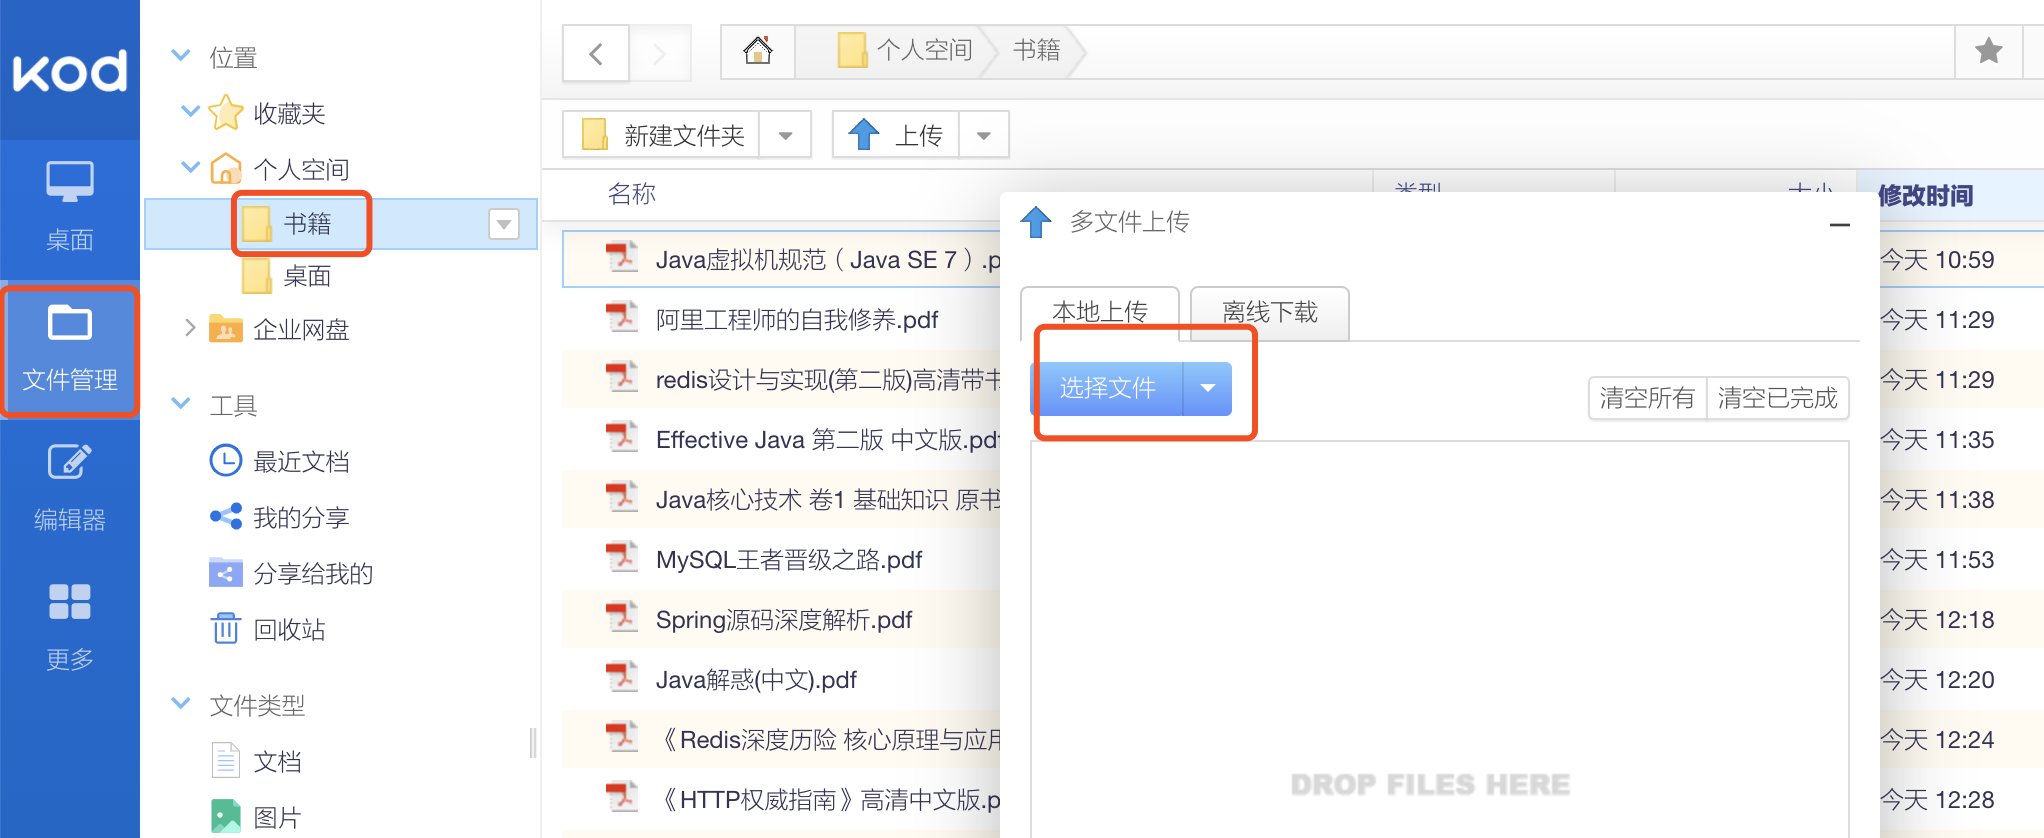 kod
桌面
文件管理
编辑器
更多
位置
收藏夹
个人空间
书籍
桌面
企业网盘
工具
最近文档
我的分享
分享给我的
回收站
文件类型
文档
图片
个人空间 书籍
新建文件夹 上传
名称 类型 大小 修改时间
Java虚拟机规范（Java SE 7）.p 今天 10:59
阿里工程师的自我修养.pdf 今天 11:29
redis设计与实现(第二版)高清带书 今天 11:29
Effective Java 第二版 中文版.pdf 今天 11:35
Java核心技术 卷1 基础知识 原书 今天 11:38
MySQL王者晋级之路.pdf 今天 11:53
Spring源码深度解析.pdf 今天 12:18
Java解惑(中文).pdf 今天 12:20
《Redis深度历险 核心原理与应用 今天 12:24
《HTTP权威指南》高清中文版.p 今天 12:28
多文件上传
本地上传 离线下载
选择文件
清空所有 清空已完成
DROP FILES HERE